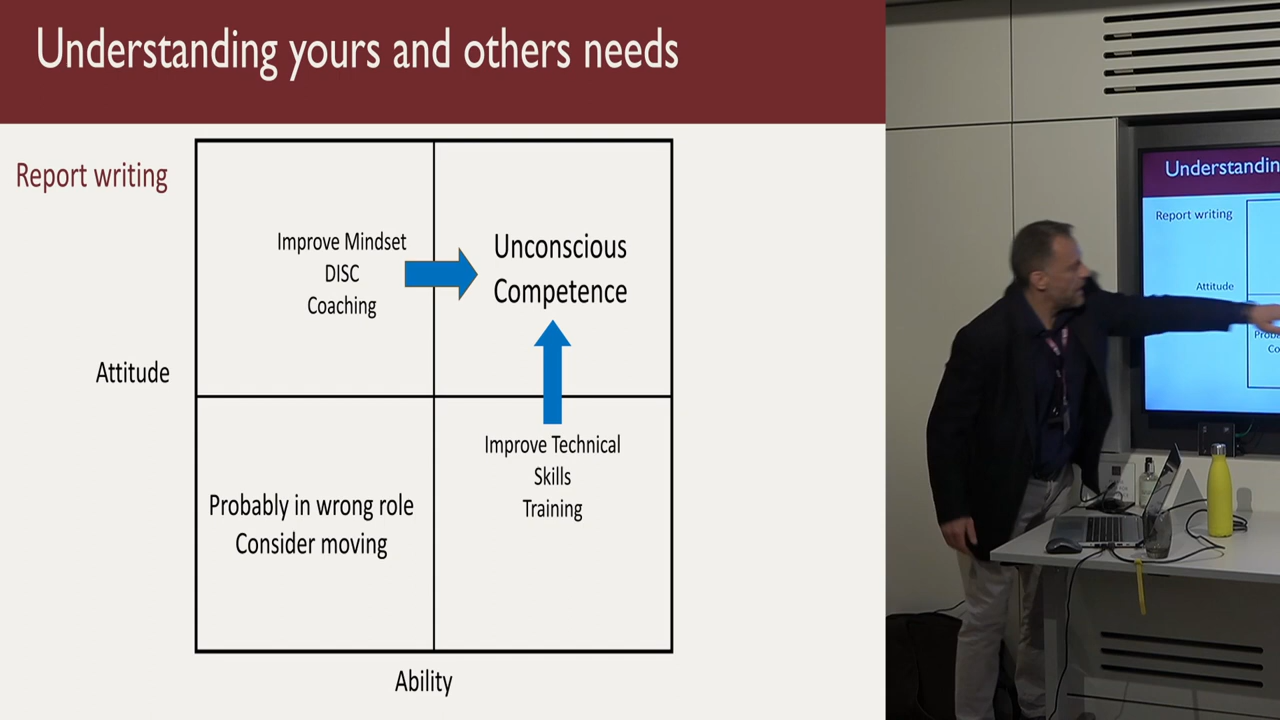 Understanding yours and others needs
Report writing
Improve Mindset
DISC
Coaching
Unconscious
Competence
Attitude
Improve Technical
Skills
Training
Probably in wrong role
Consider moving
Ability
Understandin
Report writing
Attitude
Co